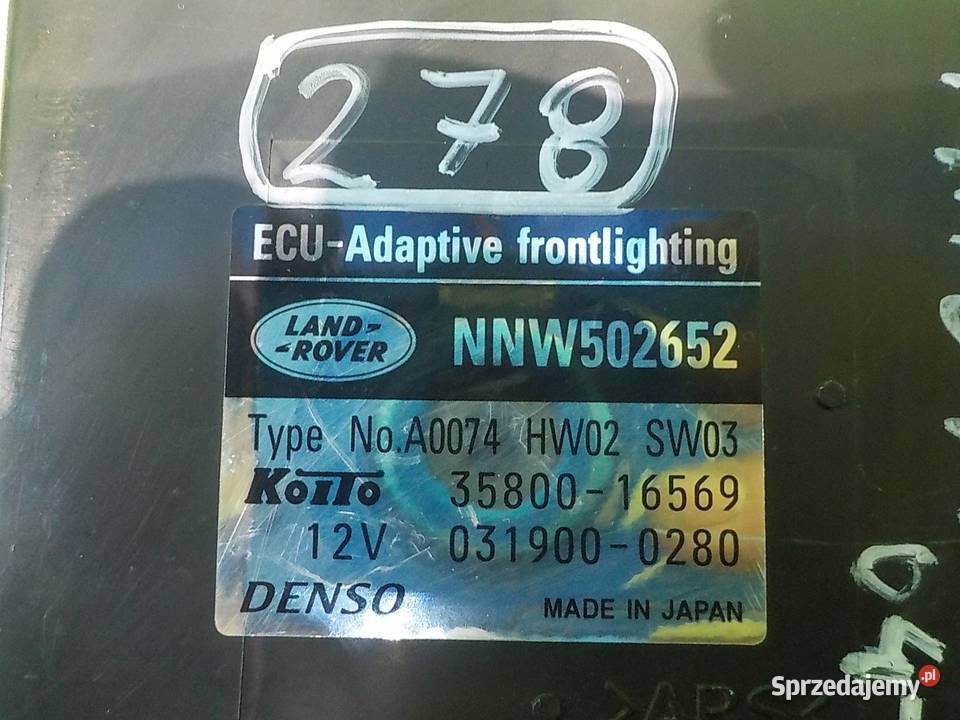 278
ECU-Adaptive frontlighting
LAND-
-ROVER
NNW502652
Type No.A0074 HW02 SW03
KOITO 35800-16569
12V 031900-0280
DENSO MADE IN JAPAN
Sprzedajemy.pl